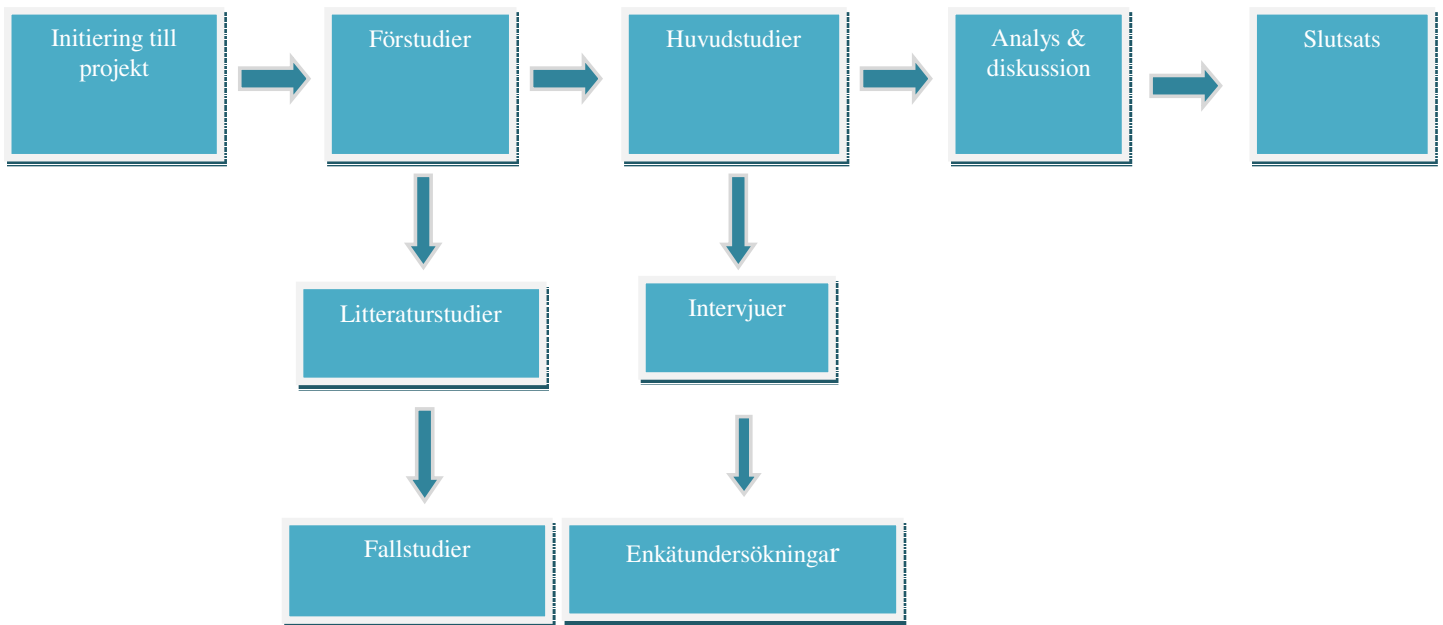 Initiering till
projekt
Förstudier
Huvudstudier
Analys &
diskussion
Slutsats
Litteraturstudier
Intervjuer
Fallstudier
Enkätundersökningar